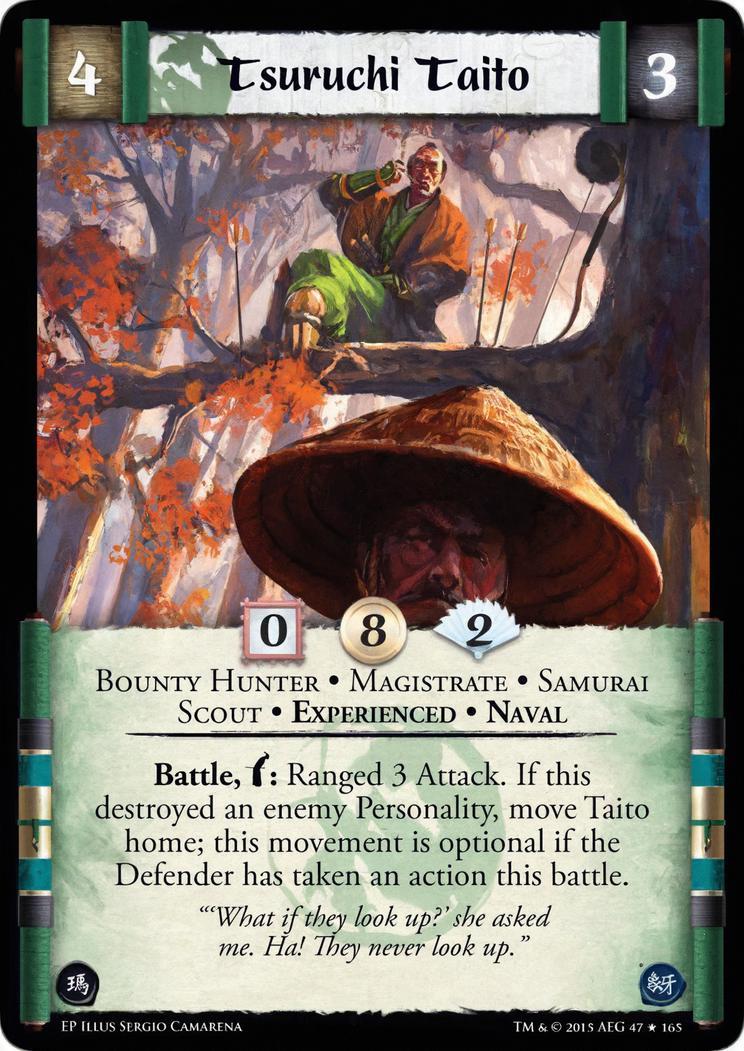 4
Tsuruchi Taito
3
0
8
2
Bounty Hunter • Magistrate • Samurai
Scout • Experienced • Naval
Battle, : Ranged 3 Attack. If this
destroyed an enemy Personality, move Taito
home; this movement is optional if the
Defender has taken an action this battle.
“‘What if they look up?’ she asked
me. Ha! They never look up.”
EP Illus Sergio Camarena
TM & © 2015 AEG 47 ★ 165